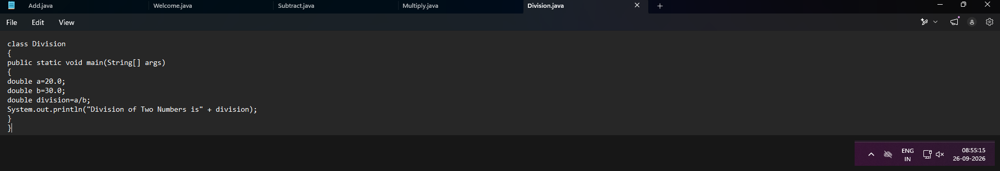 Add.java Welcome.java Subtract.java Multiply.java Division.java
File Edit View
class Division
{
public static void main(String[] args)
{
double a=20.0;
double b=30.0;
double division=a/b;
System.out.println("Division of Two Numbers is" + division);
}
}
ENG
IN
08:55:15
26-09-2026